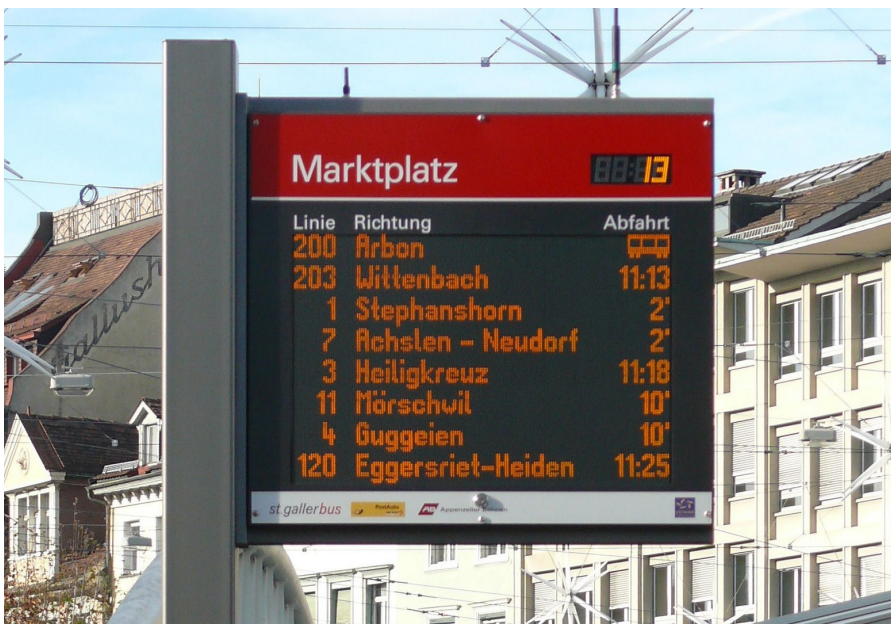 Marktplatz 13
Linie Richtung Abfahrt
200 Arbon
203 Wittenbach 11:13
1 Stephanshorn 2'
7 Achslen - Neudorf 2'
3 Heiligkreuz 11:18
11 Mörschwil 10'
4 Guggeien 10'
120 Eggersriet-Heiden 11:25
st.gallerbus PostAuto AB Appenzeller Bahnen